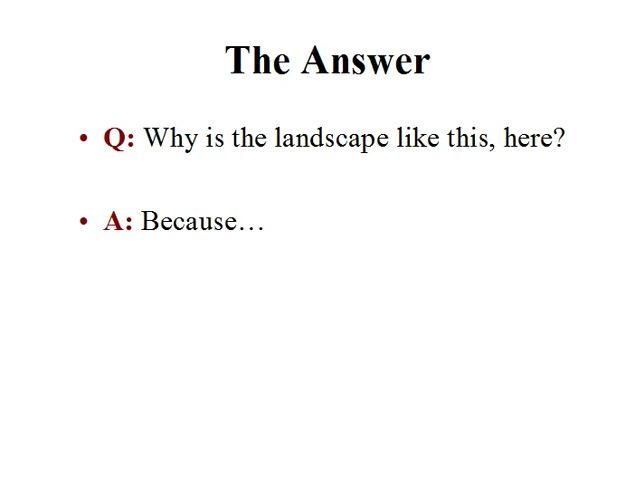 The Answer
• Q: Why is the landscape like this, here?
• A: Because…